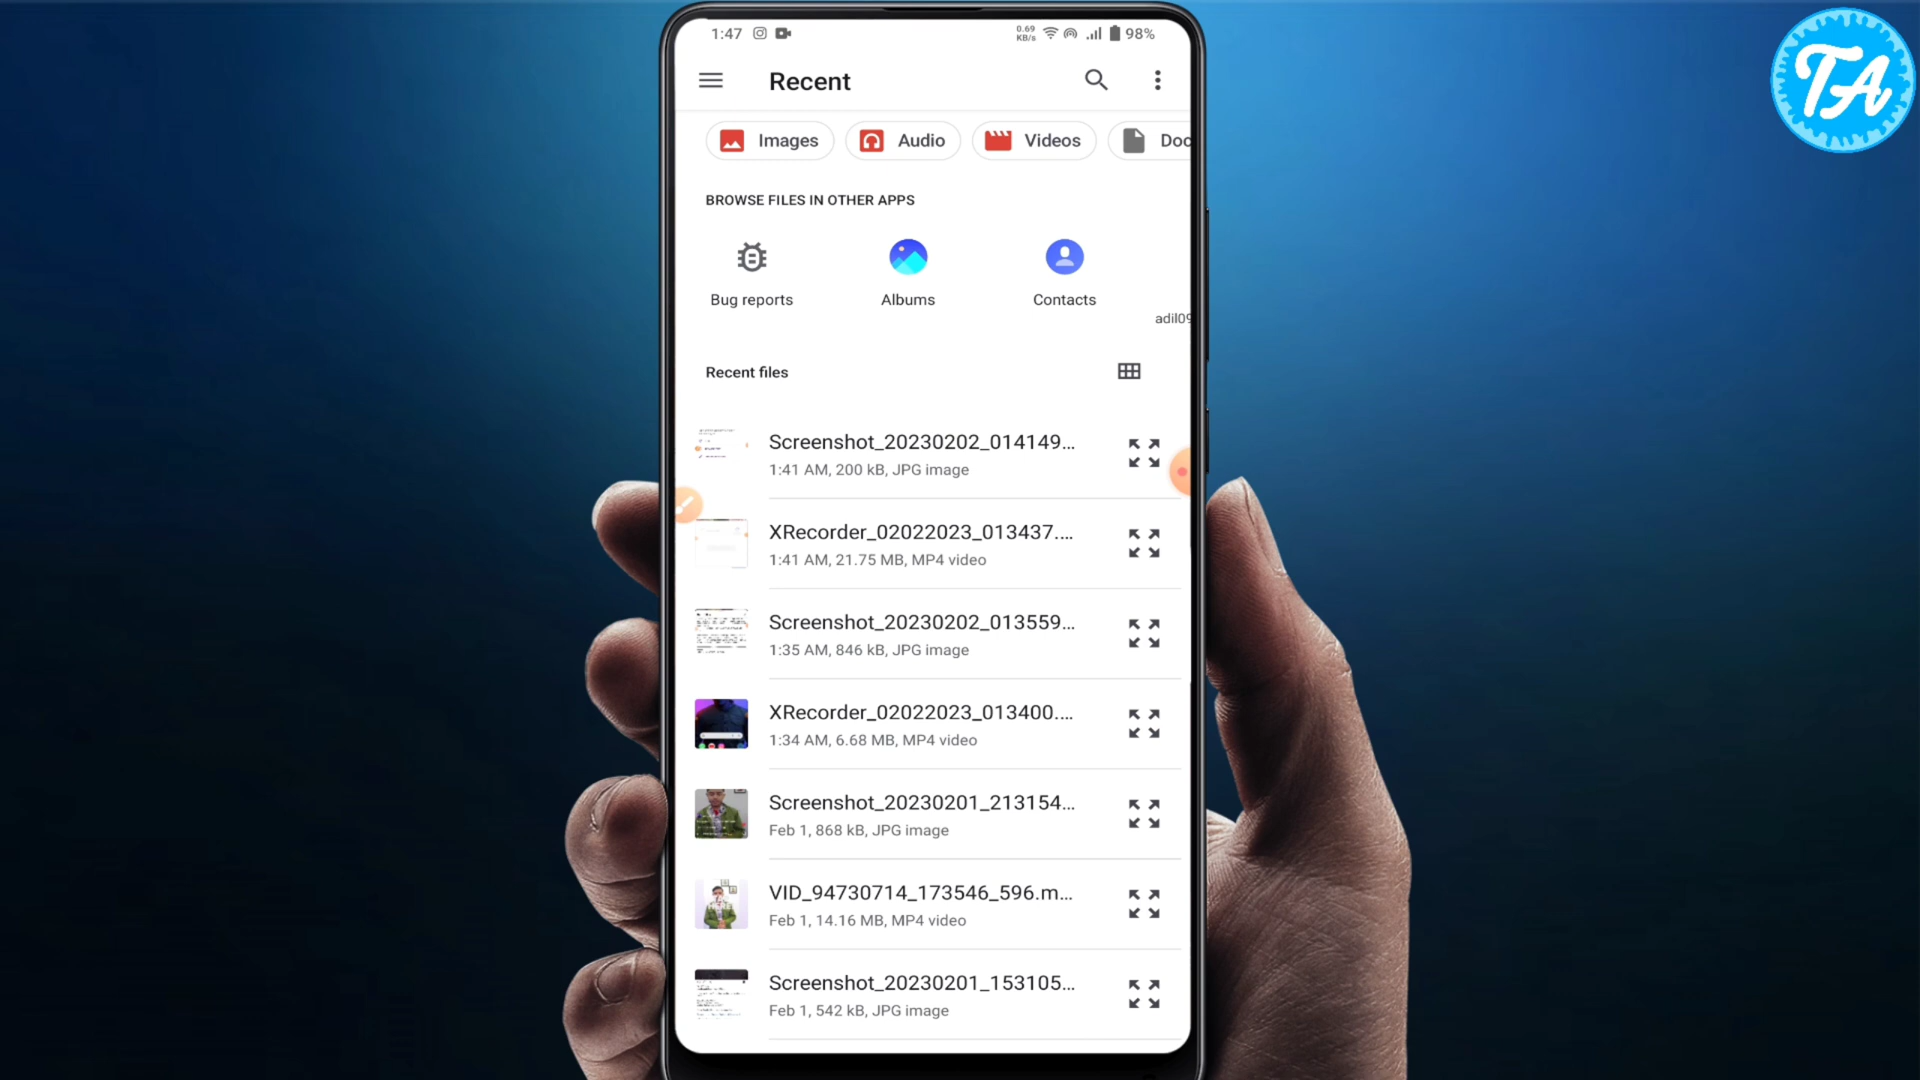 1:47
0.69
KB/s
98%
TA
Recent
Images
Audio
Videos
Doc
BROWSE FILES IN OTHER APPS
Bug reports
Albums
Contacts
adil09
Recent files
Screenshot_20230202_014149...
1:41 AM, 200 kB, JPG image
XRecorder_02022023_013437....
1:41 AM, 21.75 MB, MP4 video
Screenshot_20230202_013559...
1:35 AM, 846 kB, JPG image
XRecorder_02022023_013400....
1:34 AM, 6.68 MB, MP4 video
Screenshot_20230201_213154...
Feb 1, 868 kB, JPG image
VID_94730714_173546_596.m...
Feb 1, 14.16 MB, MP4 video
Screenshot_20230201_153105...
Feb 1, 542 kB, JPG image